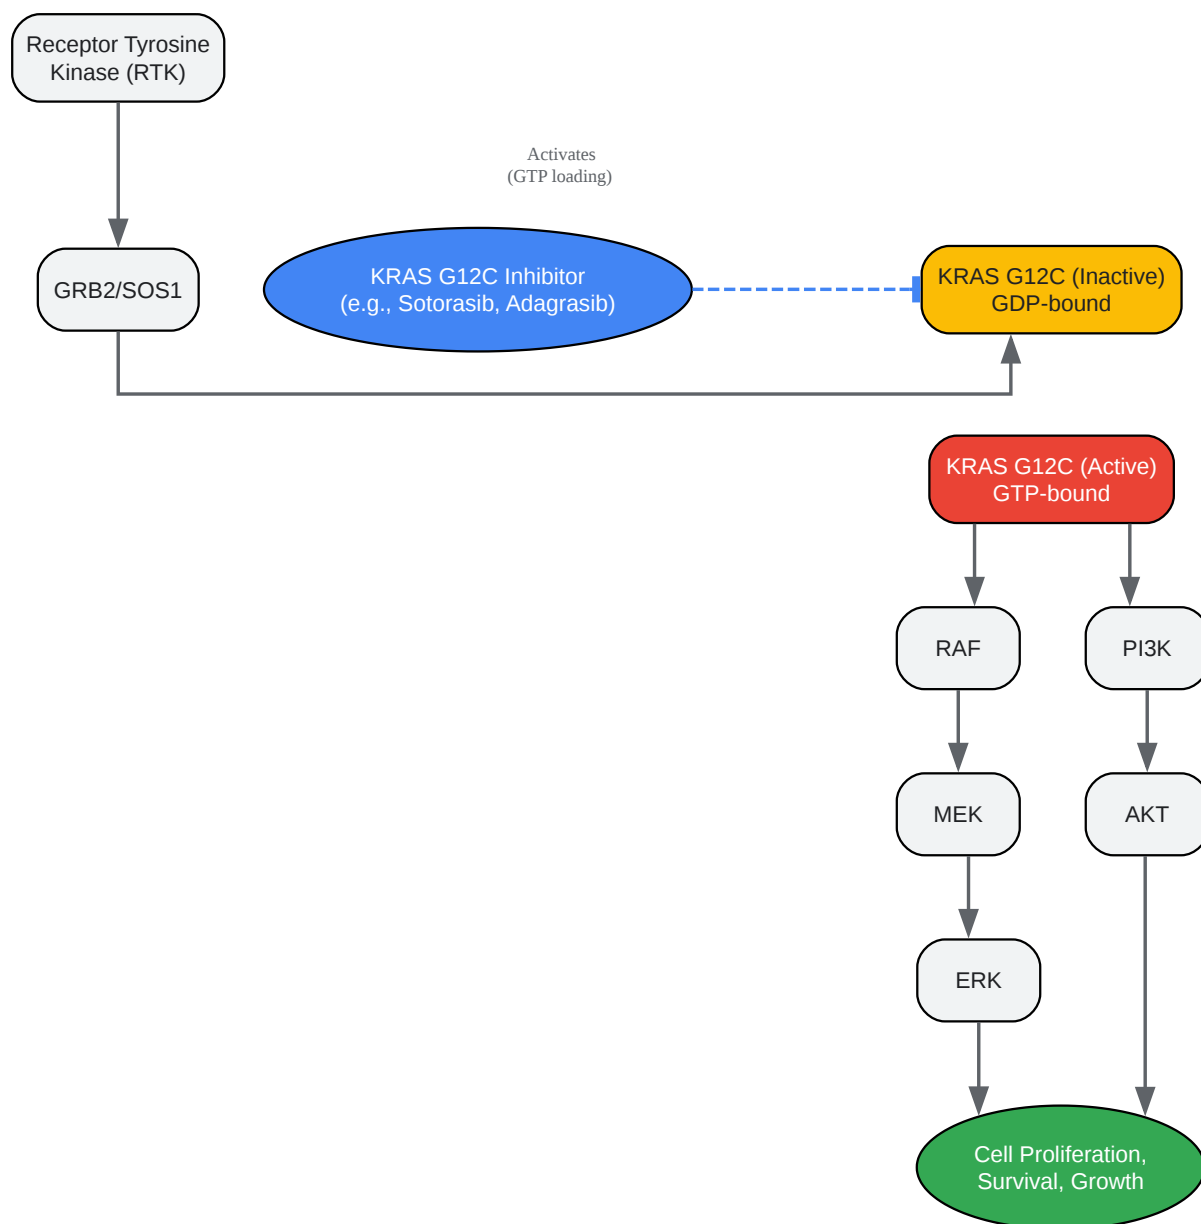 Receptor Tyrosine
Kinase (RTK)
Activates
(GTP loading)
GRB2/SOS1
KRAS G12C Inhibitor
(e.g., Sotorasib, Adagrasib)
KRAS G12C (Inactive)
GDP-bound
KRAS G12C (Active)
GTP-bound
RAF
PI3K
MEK
AKT
ERK
Cell Proliferation,
Survival, Growth